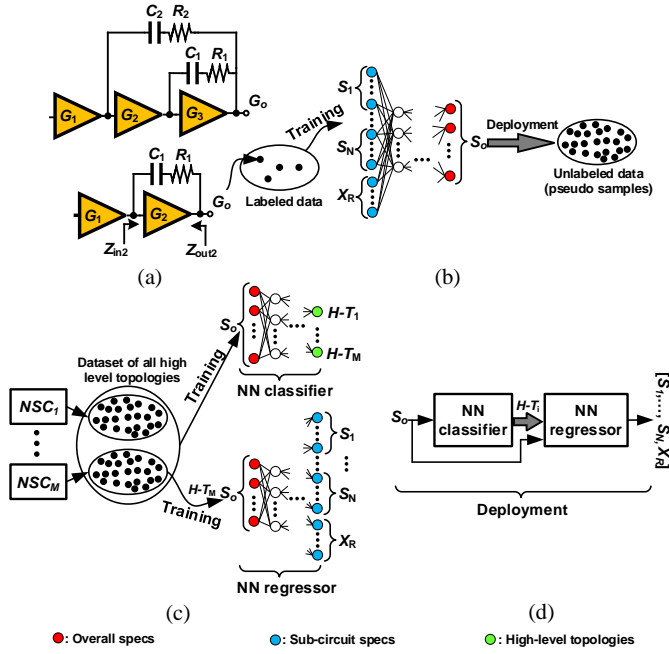 C2 R2
C1 R1
G1 G2 G3 Go
C1 R1
G1 G2 Go
Zin2 Zout2
Labeled data
(a)
Training
S1
SN
XR
So
Deployment
Unlabeled data
(pseudo samples)
(b)
Dataset of all high
level topologies
NSC1
NSCM
Training
So
H-T1
H-TM
NN classifier
Training
H-TM So
S1
SN
XR
NN regressor
(c)
So
NN
classifier
H-Ti
NN
regressor
[S1,..., SN, XR]
Deployment
(d)
: Overall specs
: Sub-circuit specs
: High-level topologies